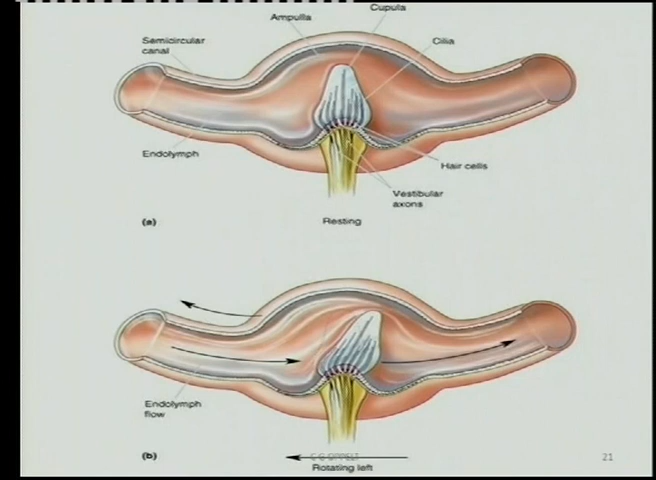 Cupula
Ampulla
Semicircular
canal
Cilia
Endolymph
Hair cells
Vestibular
axons
(a)
Resting
Endolymph
flow
(b)
21
Rotating left